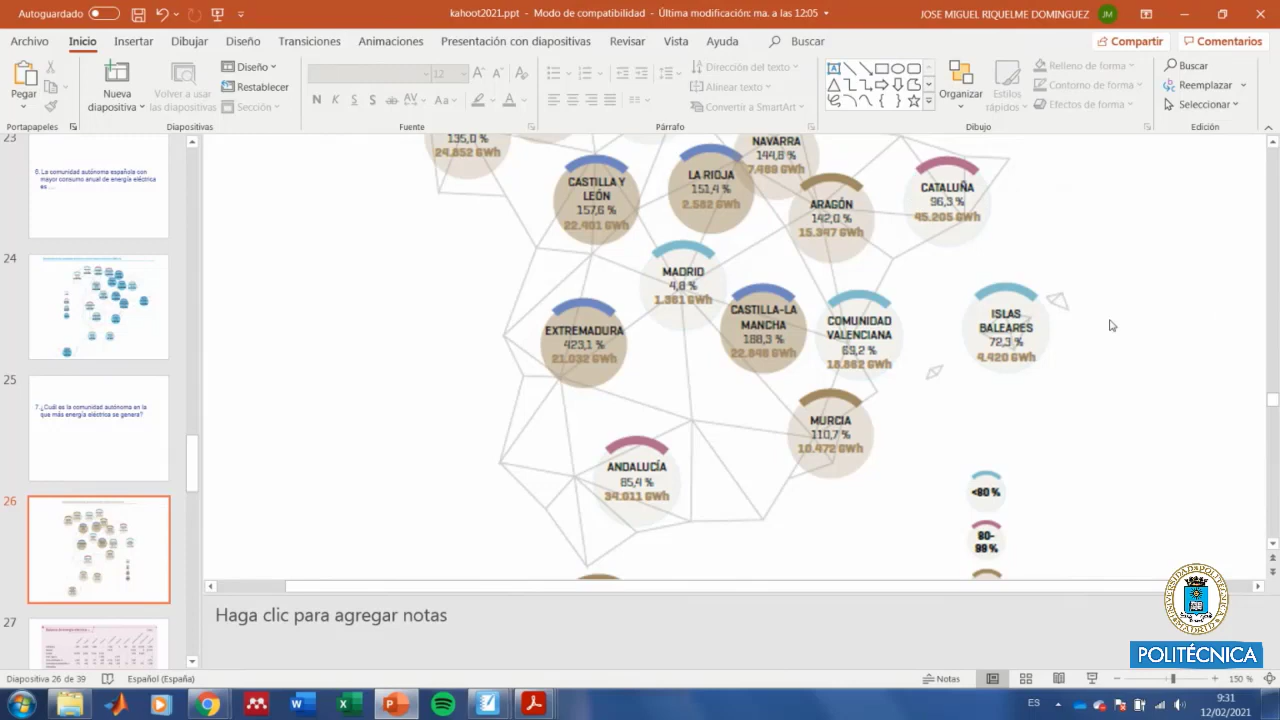 Autoguardado
kahoot2021.ppt - Modo de compatibilidad - Última modificación: ma. a las 12:05
JOSE MIGUEL RIQUELME DOMINGUEZ
JM
Archivo
Inicio
Insertar
Dibujar
Diseño
Transiciones
Animaciones
Presentación con diapositivas
Revisar
Vista
Ayuda
Buscar
Compartir
Comentarios
Pegar
Nueva
diapositiva
Volver a usar
las diapositivas
Diseño
Restablecer
Sección
12
N
K
S
S
ab
AV
Aa
A
Dirección del texto
Alinear texto
Convertir a SmartArt
Organizar
Estilos
rápidos
Relleno de forma
Contorno de forma
Efectos de forma
Buscar
Reemplazar
Seleccionar
Portapapeles
Diapositivas
Fuente
Párrafo
Dibujo
Edición
23
6. La comunidad autónoma española con
mayor consumo anual de energía eléctrica
es ...
24
25
7. ¿Cuál es la comunidad autónoma en la
que más energía eléctrica se genera?
26
27
135,0 %
24.852 GWh
NAVARRA
144,8 %
7.489 GWh
CASTILLA Y
LEÓN
157,6 %
22.401 GWh
LA RIOJA
151,4 %
2.582 GWh
ARAGÓN
142,0 %
15.347 GWh
CATALUÑA
96,3 %
45.205 GWh
MADRID
4,8 %
1.381 GWh
EXTREMADURA
423,1 %
21.032 GWh
CASTILLA-LA
MANCHA
188,3 %
22.848 GWh
COMUNIDAD
VALENCIANA
69,2 %
18.882 GWh
ISLAS
BALEARES
72,3 %
4.420 GWh
MURCIA
110,7 %
10.472 GWh
ANDALUCÍA
85,4 %
34.011 GWh
<80 %
80-
99 %
Haga clic para agregar notas
POLITÉCNICA
Diapositiva 26 de 39
Español (España)
Notas
150 %
ES
9:31
12/02/2021